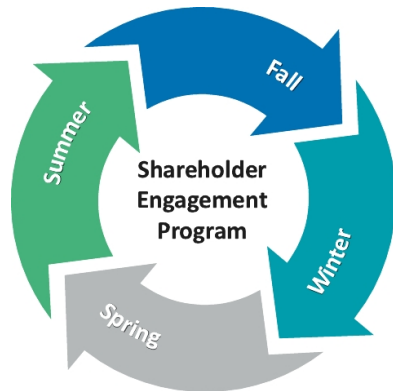 Fall
Summer
Shareholder
Engagement
Program
Winter
Spring